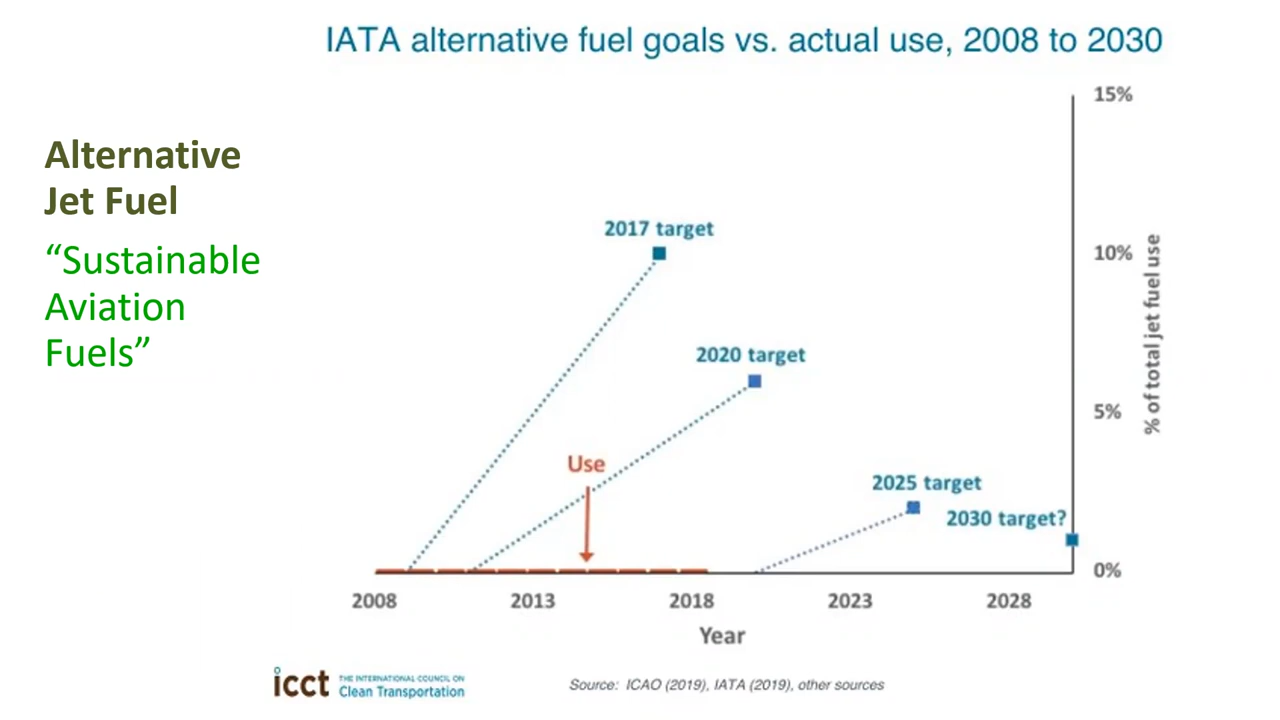 IATA alternative fuel goals vs. actual use, 2008 to 2030
Alternative
Jet Fuel
“Sustainable
Aviation
Fuels”
15%
2017 target
10%
% of total jet fuel use
2020 target
5%
Use
2025 target
2030 target?
0%
2008 2013 2018 2023 2028
Year
icct THE INTERNATIONAL COUNCIL ON
Clean Transportation
Source: ICAO (2019), IATA (2019), other sources